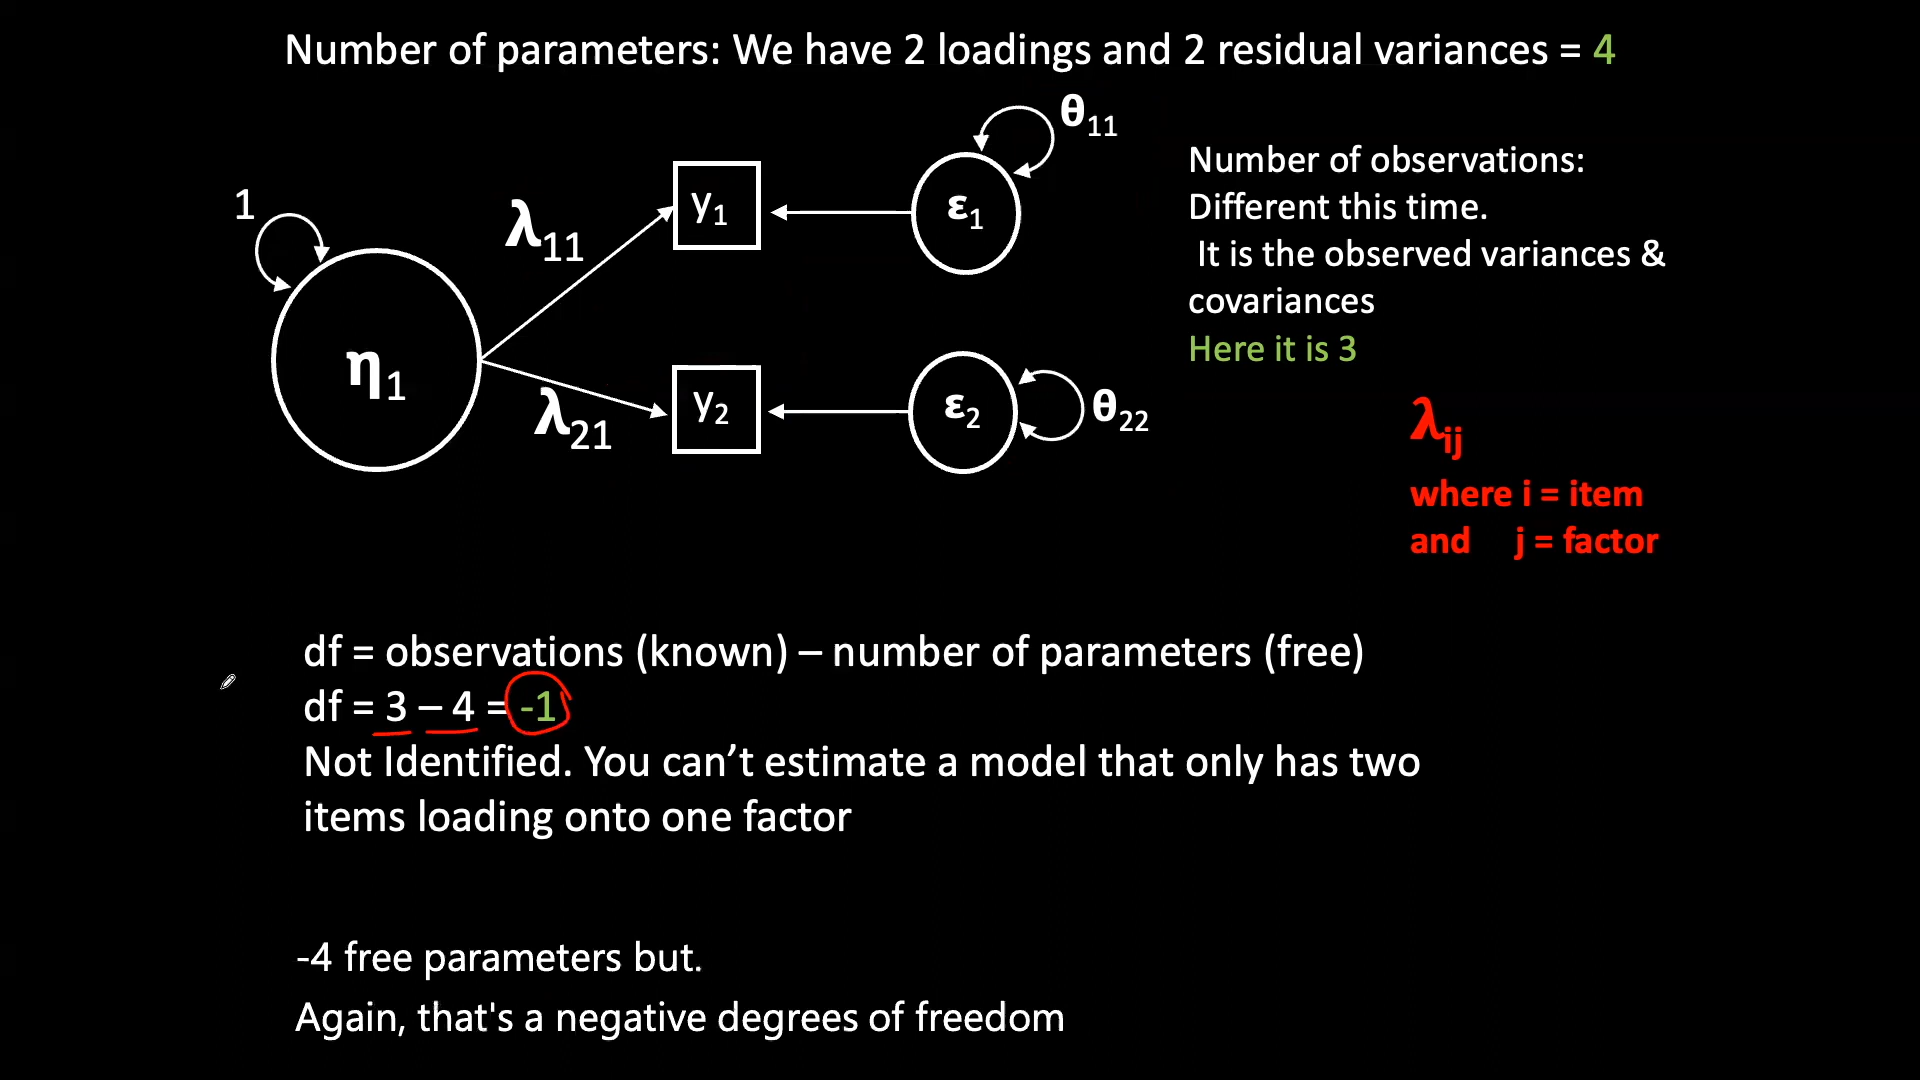 Number of parameters: We have 2 loadings and 2 residual variances = 4
θ11
Number of observations:
Different this time.
It is the observed variances &
covariances
Here it is 3
1
λ11
y1
ε1
η1
λ21
y2
ε2
θ22
λij
where i = item
and j = factor
df = observations (known) – number of parameters (free)
df = 3 – 4 = -1
Not Identified. You can’t estimate a model that only has two
items loading onto one factor
-4 free parameters but.
Again, that's a negative degrees of freedom